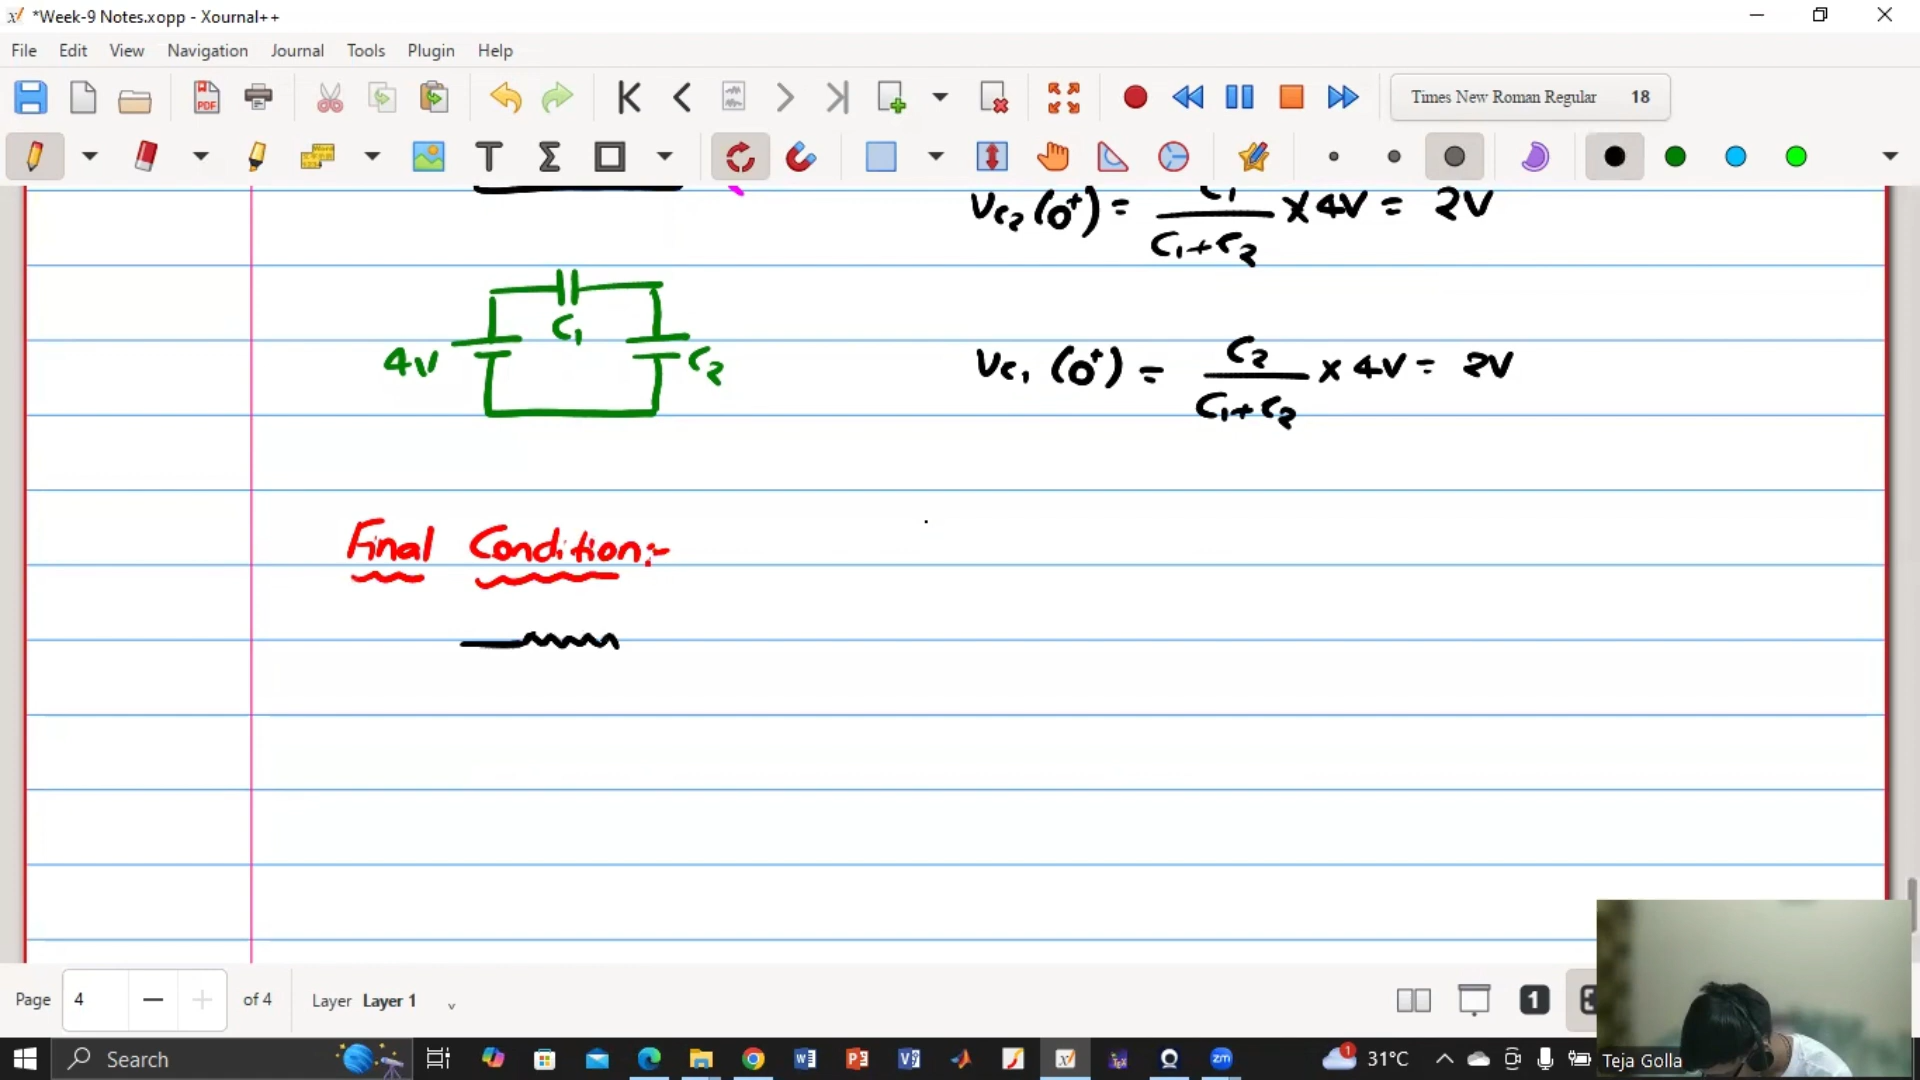 *Week-9 Notes.xopp - Xournal++
File Edit View Navigation Journal Tools Plugin Help
Times New Roman Regular 18
Vc₂ (0⁺) = C₁ / C₁+C₂ × 4V = 2V
C₁
4V C₂
Vc₁ (0⁺) = C₂ / C₁+C₂ × 4V = 2V
Final Condition:-
Page 4 of 4 Layer Layer 1
1
Search
31°C
Teja Golla